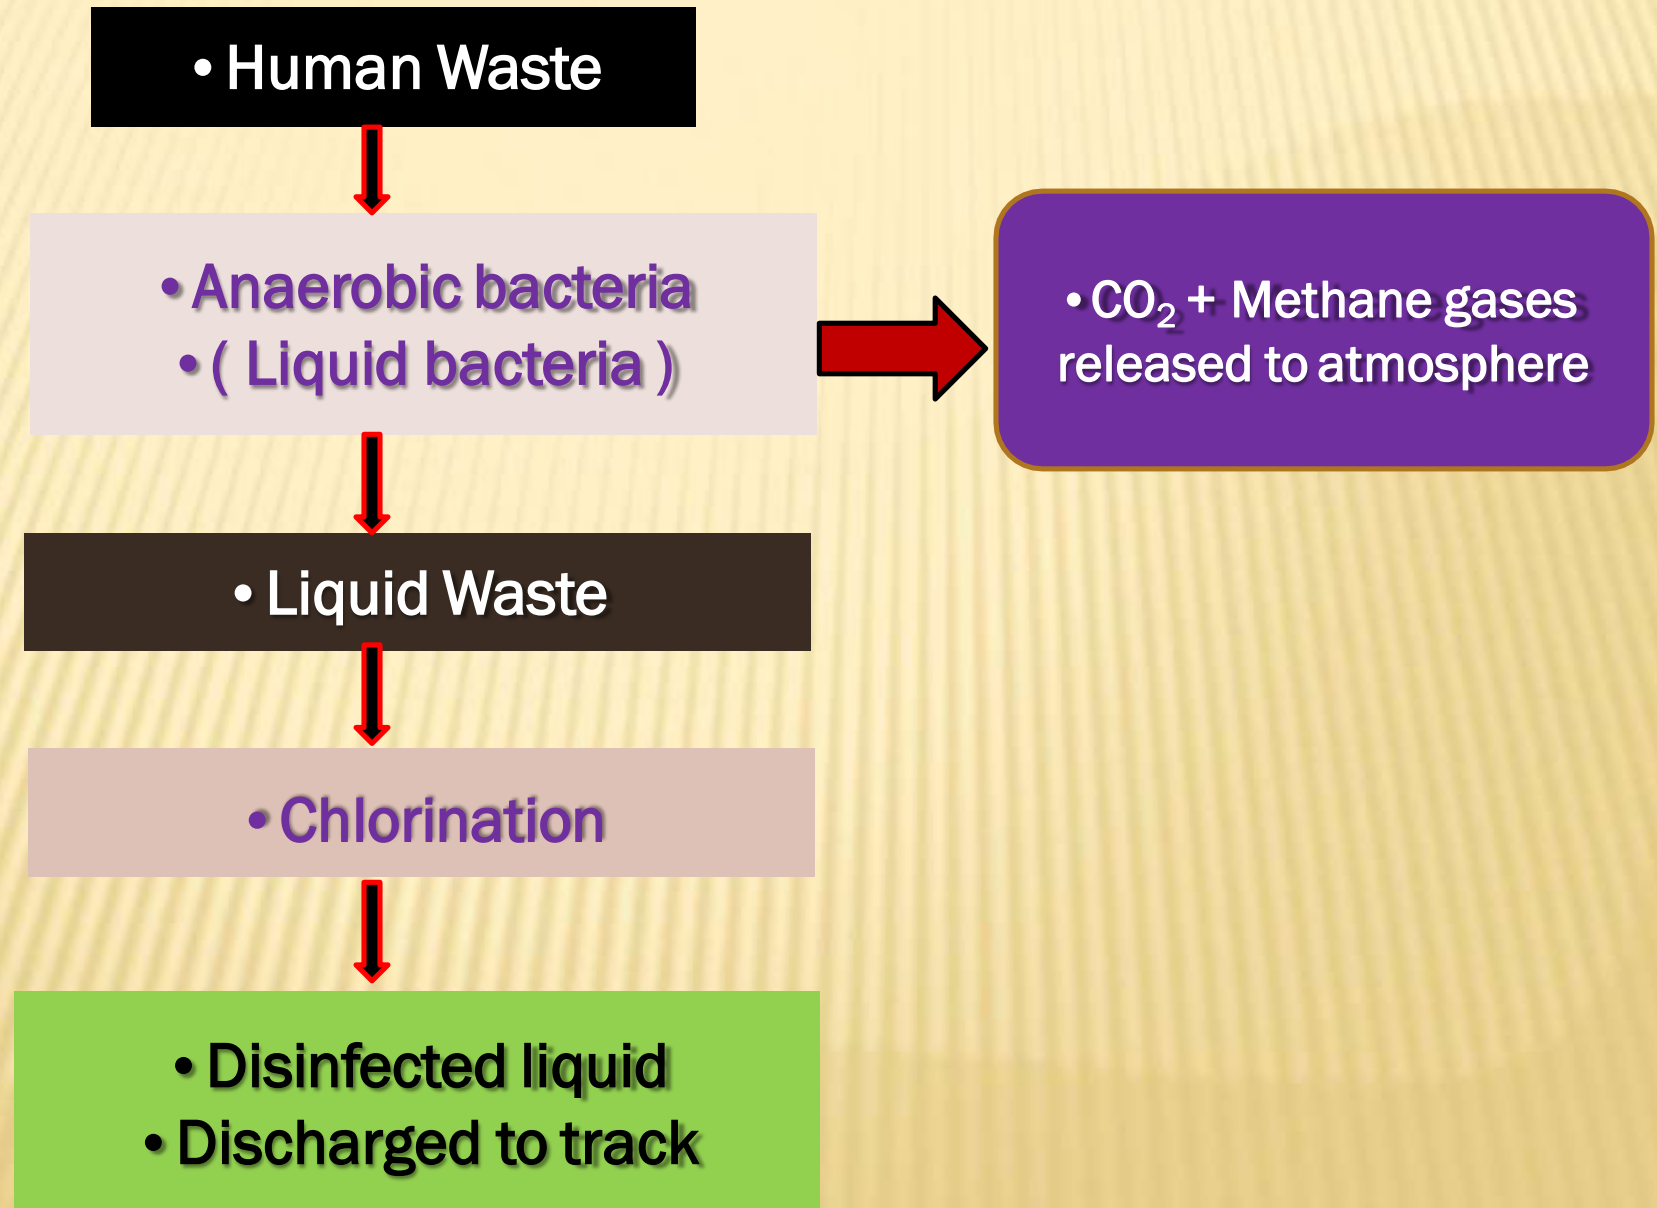 • Human Waste
• Anaerobic bacteria
• ( Liquid bacteria )
• CO₂ + Methane gases
released to atmosphere
• Liquid Waste
• Chlorination
• Disinfected liquid
• Discharged to track